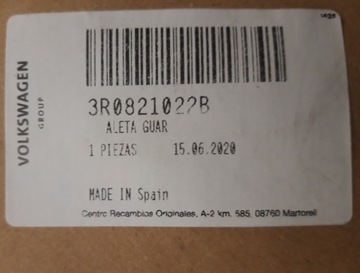 VOLKSWAGEN
GROUP
3R0821022B
ALETA GUAR
1 PIEZAS 15.06.2020
MADE IN Spain
Centro Recambios Originales, A-2 km. 585, 08760 Martorell